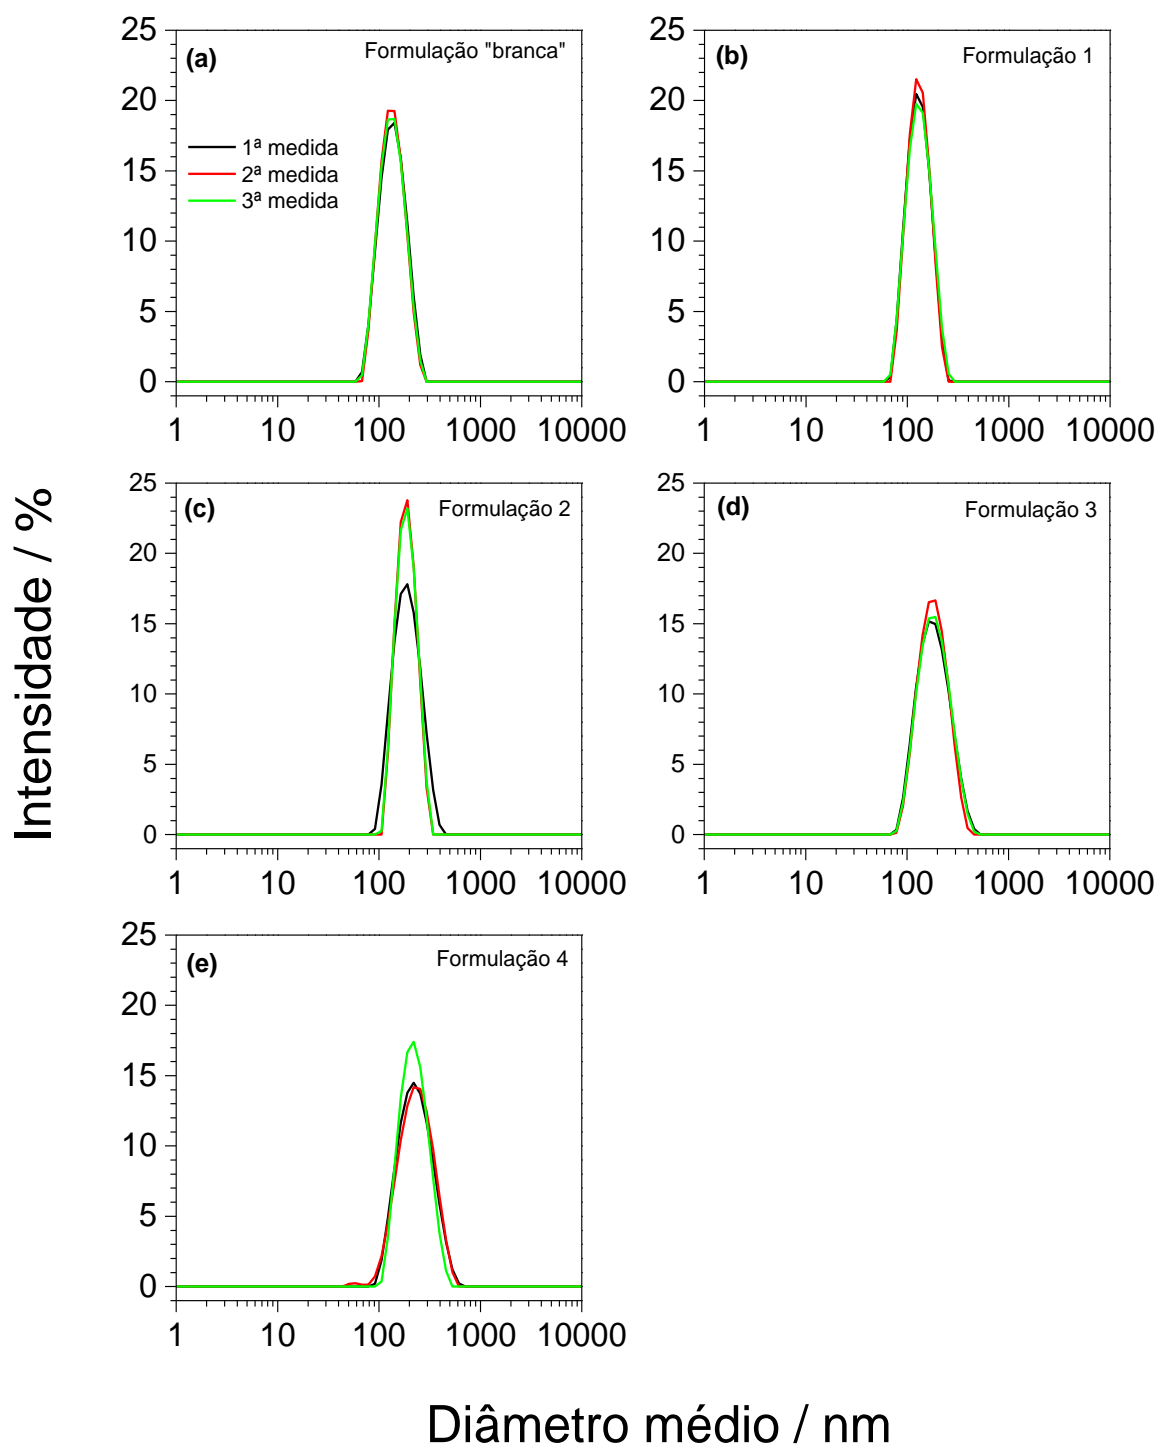 25
20
15
10
5
0
(a)
Formulação "branca"
1ª medida
2ª medida
3ª medida
1 10 100 1000 10000
25
20
15
10
5
0
(b)
Formulação 1
1 10 100 1000 10000
Intensidade / %
25
20
15
10
5
0
(c)
Formulação 2
1 10 100 1000 10000
25
20
15
10
5
0
(d)
Formulação 3
1 10 100 1000 10000
25
20
15
10
5
0
(e)
Formulação 4
1 10 100 1000 10000
Diâmetro médio / nm